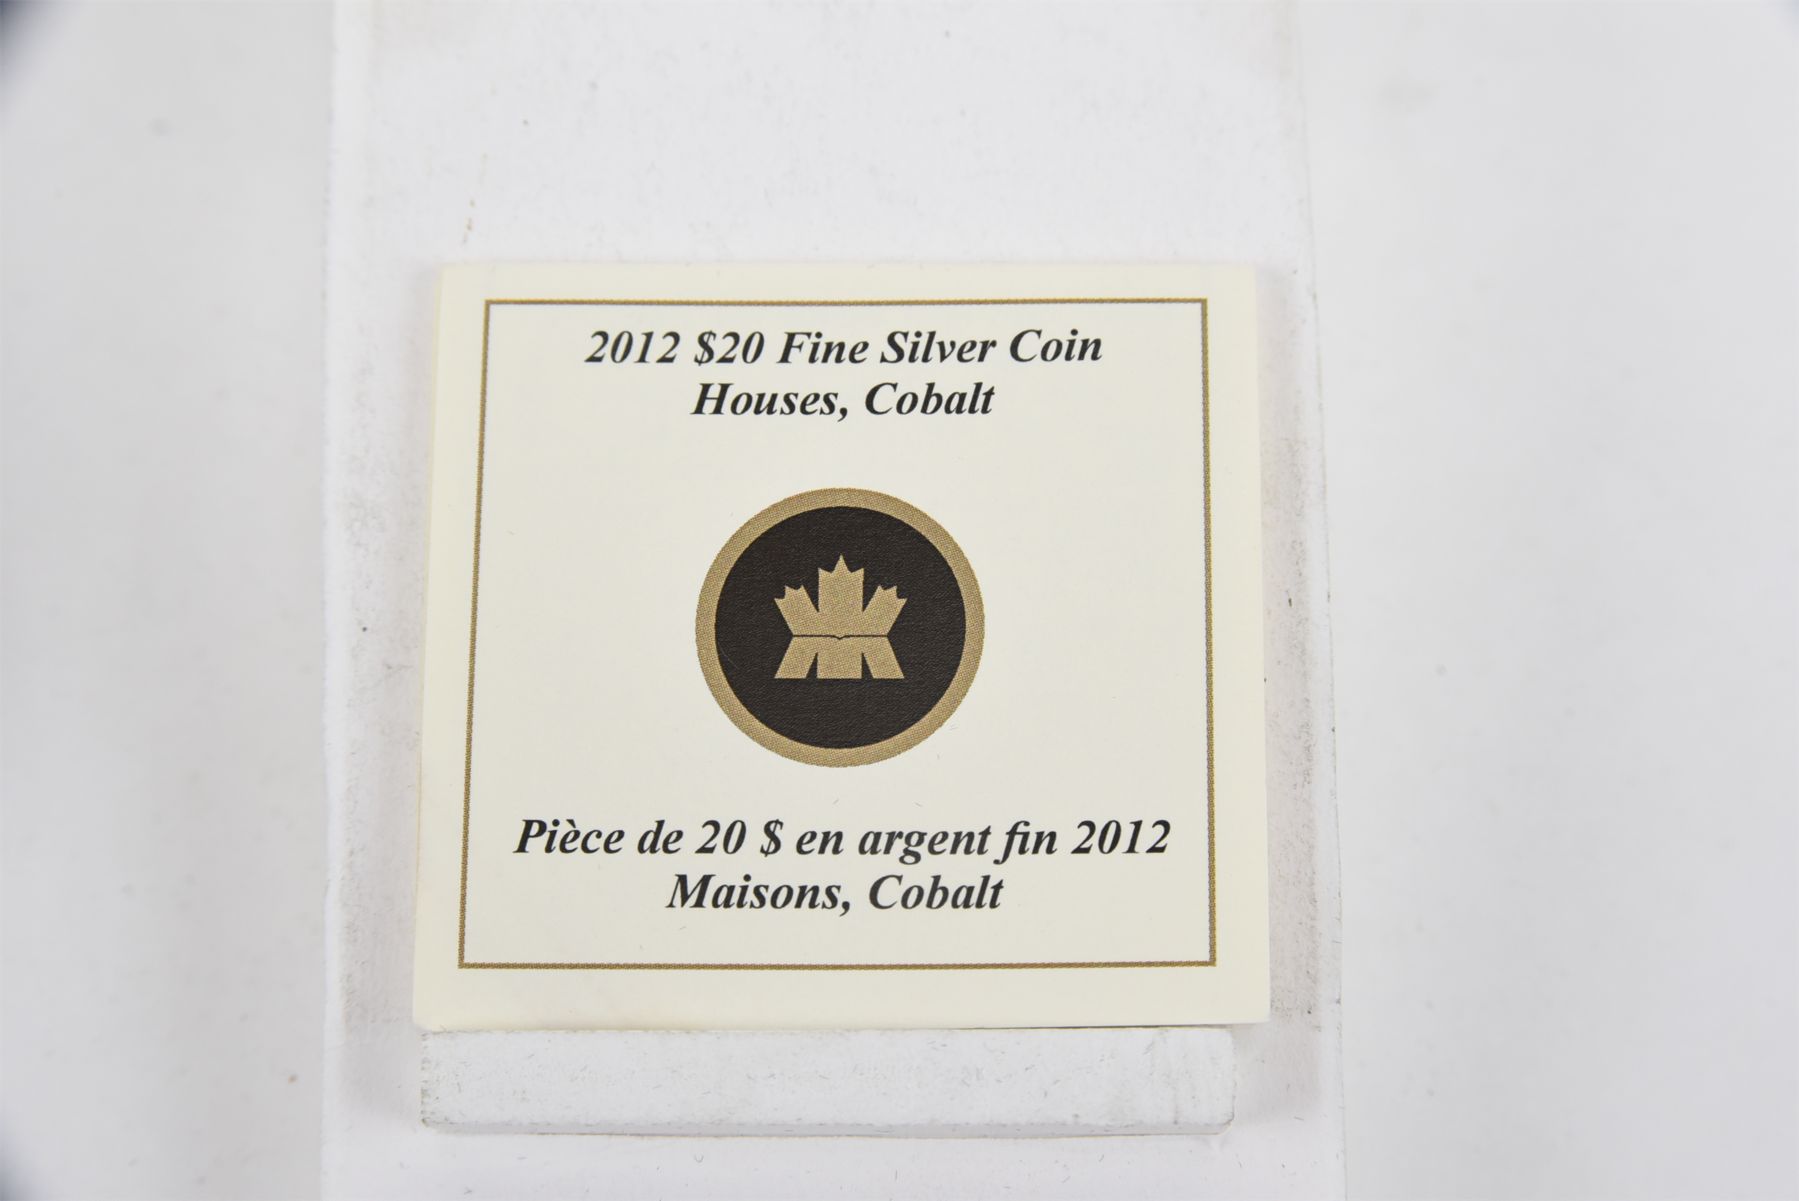 2012 $20 Fine Silver Coin
Houses, Cobalt
Pièce de 20 $ en argent fin 2012
Maisons, Cobalt